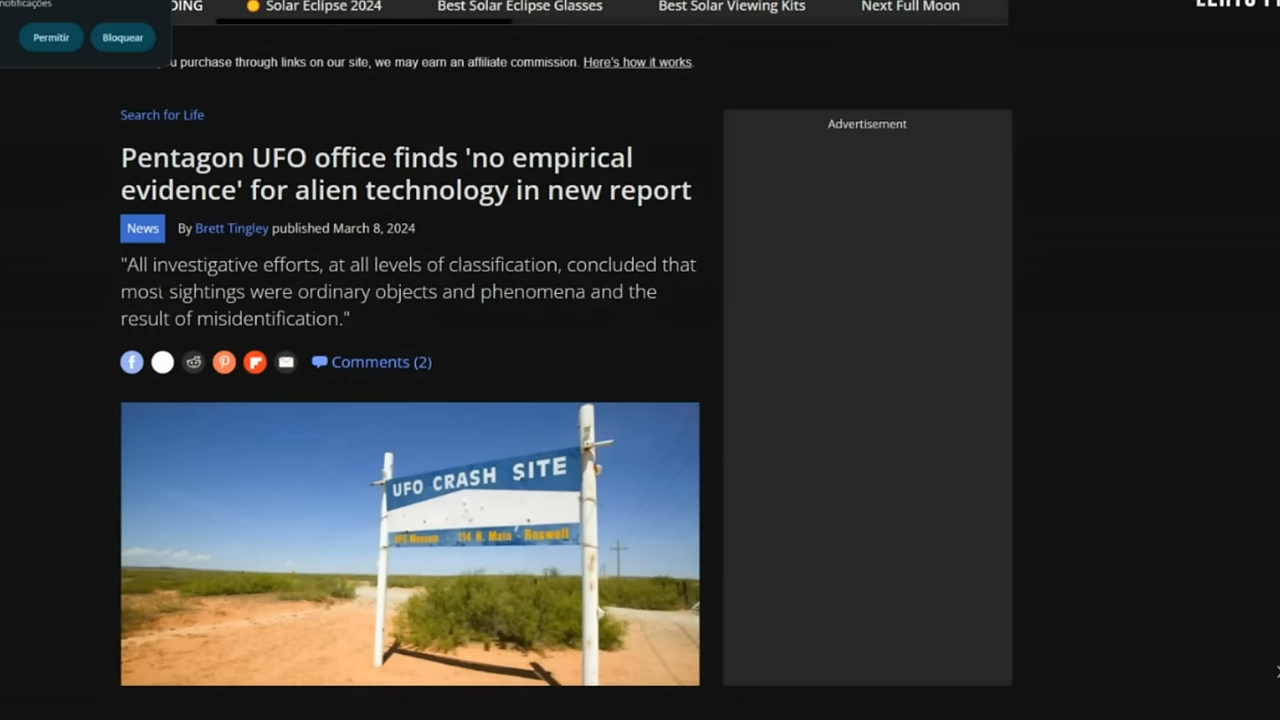 notificações
Permitir Bloquear
Solar Eclipse 2024 Best Solar Eclipse Glasses Best Solar Viewing Kits Next Full Moon
purchase through links on our site, we may earn an affiliate commission. Here's how it works.
Search for Life
Advertisement
Pentagon UFO office finds 'no empirical
evidence' for alien technology in new report
News By Brett Tingley published March 8, 2024
"All investigative efforts, at all levels of classification, concluded that
most sightings were ordinary objects and phenomena and the
result of misidentification."
Comments (2)
UFO CRASH SITE
UFO Museum - 114 N. Main - Roswell